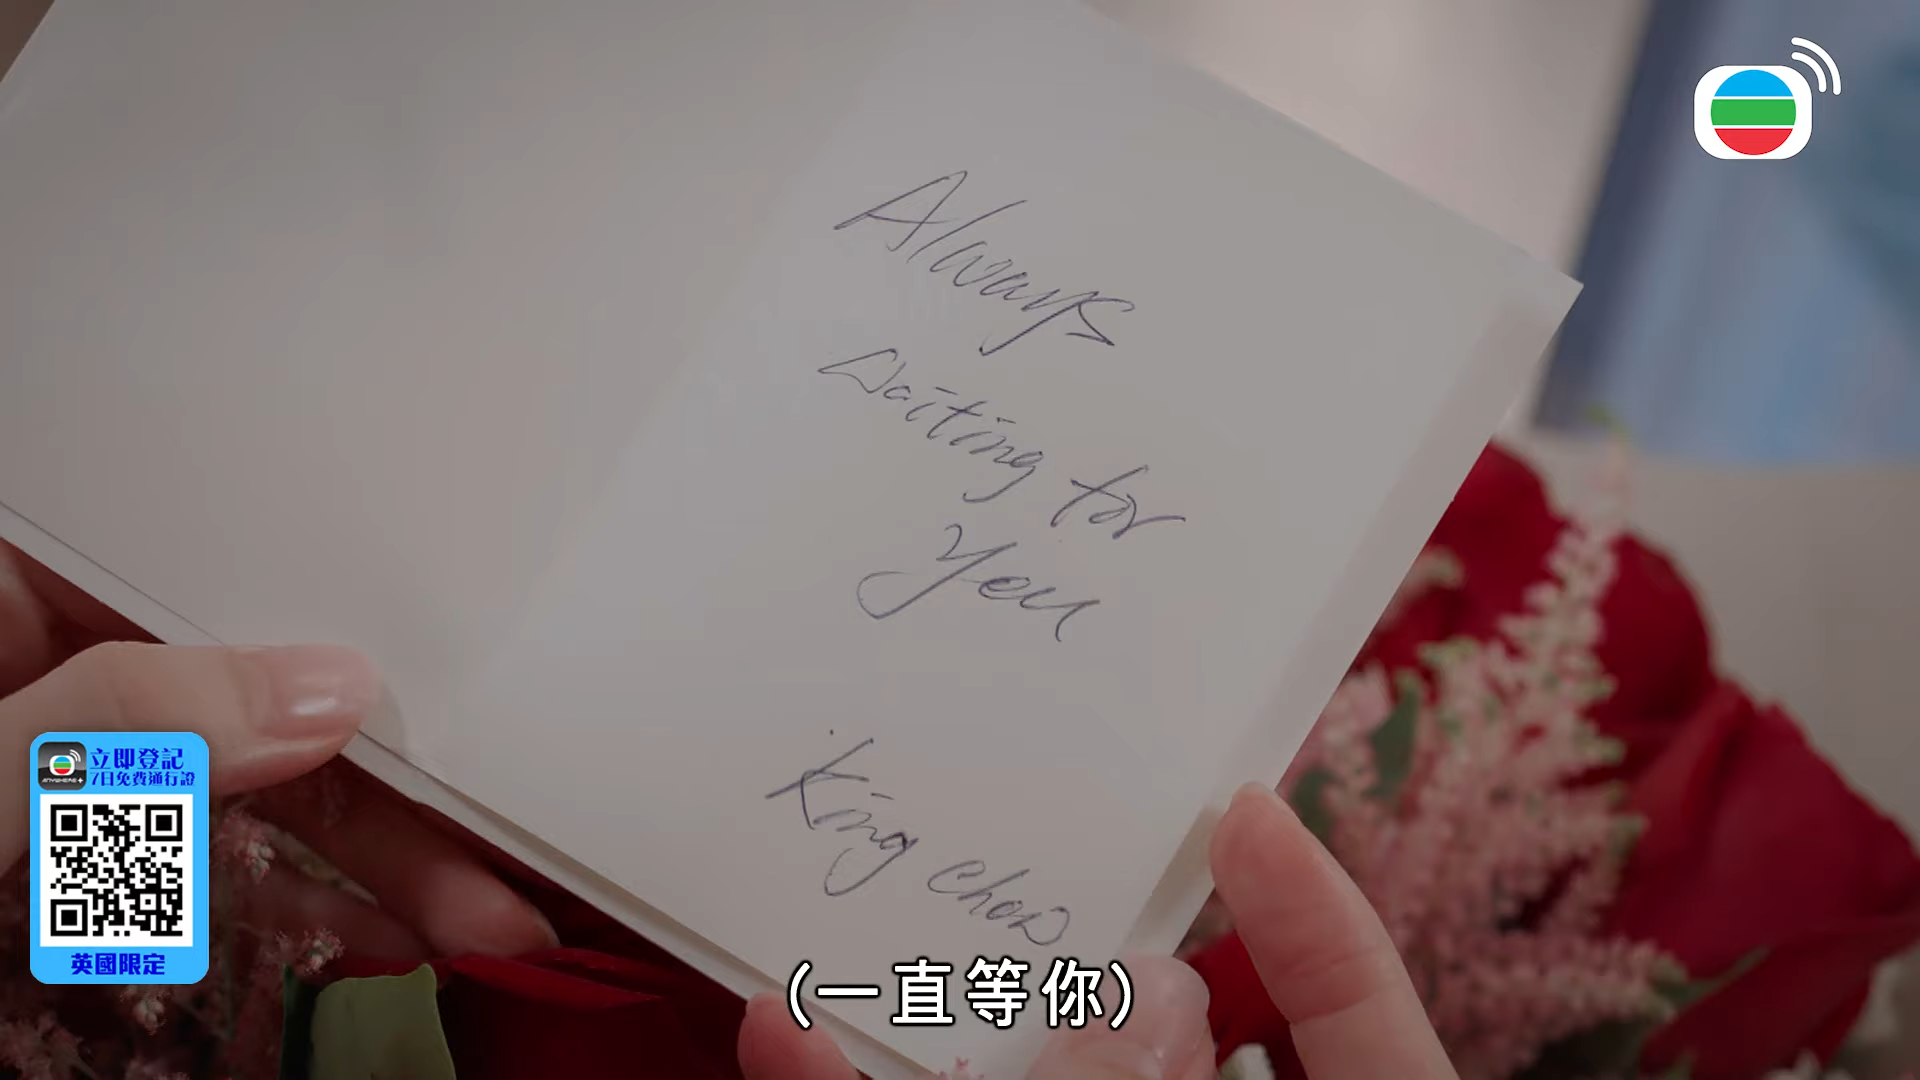 Always
Waiting for
You
King Chow
(一直等你)
立即登記
7日免費通行證
ANYWHERE+
英國限定